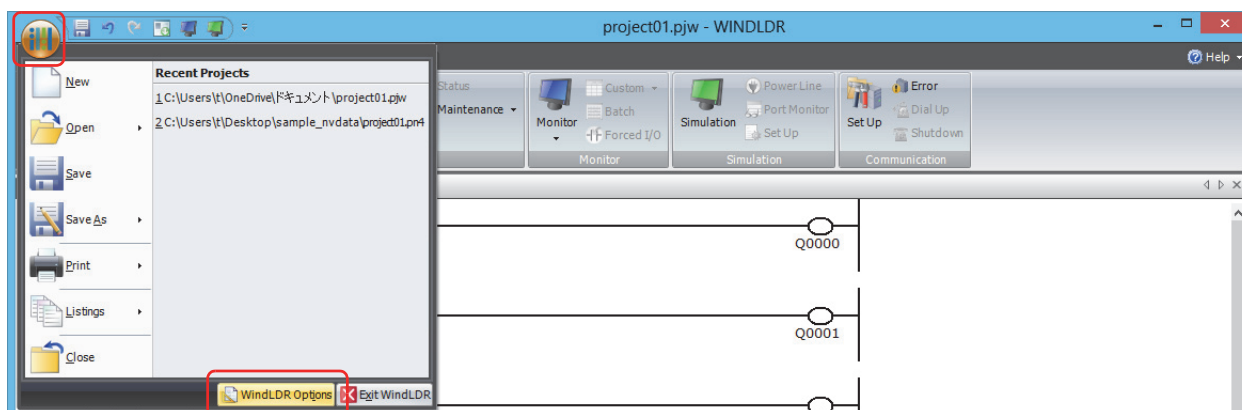 project01.pjw - WINDLDR
Help
New
Open
Save
Save As
Print
Listings
Close
Recent Projects
1 C:\Users\t\OneDrive\ドキュメント\project01.pjw
2 C:\Users\t\Desktop\sample_nvdata\project01.pn4
WindLDR Options
Exit WindLDR
Status
Maintenance
Monitor
Custom
Batch
Forced I/O
Monitor
Simulation
Power Line
Port Monitor
Set Up
Simulation
Set Up
Error
Dial Up
Shutdown
Communication
Q0000
Q0001